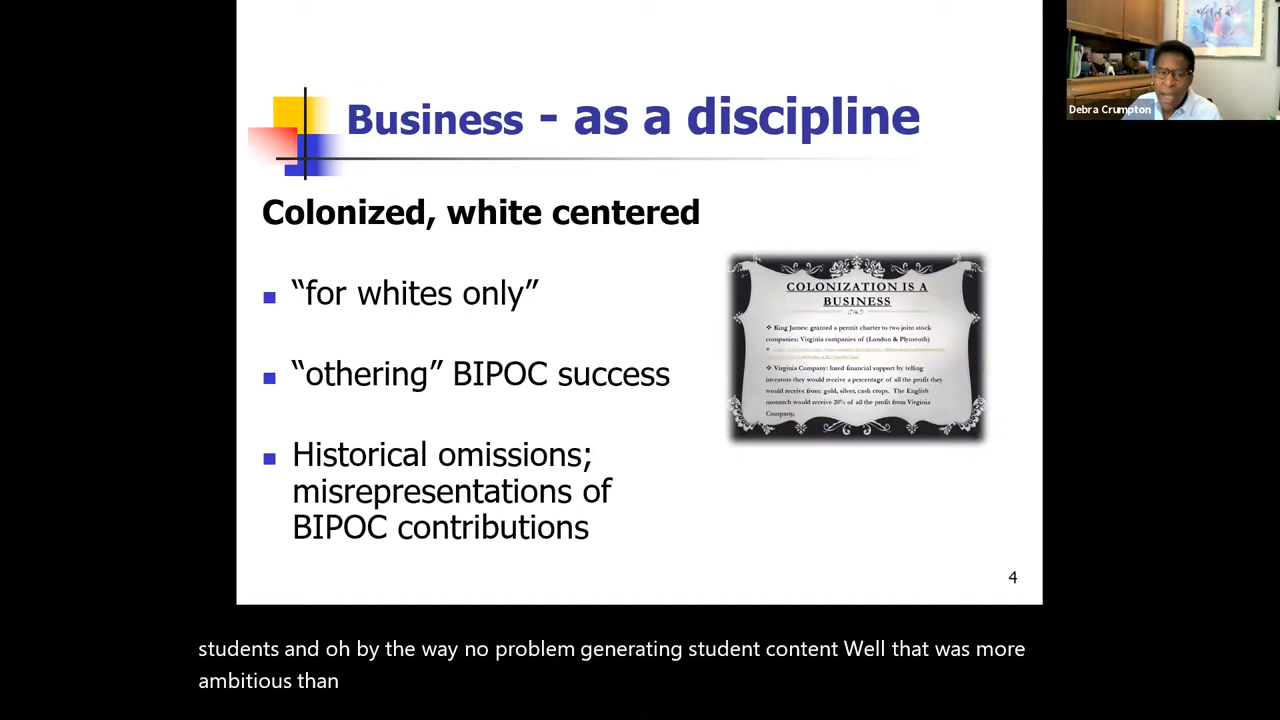 Business - as a discipline
Debra Crumpton
Colonized, white centered
“for whites only”
“othering” BIPOC success
Historical omissions;
misrepresentations of
BIPOC contributions
COLONIZATION IS A
BUSINESS
King James: granted a permit charter to two joint stock
companies: Virginia companies of (London & Plymouth)
Virginia Company: lured financial support by telling
investors they would receive a percentage of all the profit they
would receive from: gold, silver, cash crops. The English
monarch would receive 20% of all the profit from Virginia
Company.
4
students and oh by the way no problem generating student content Well that was more
ambitious than